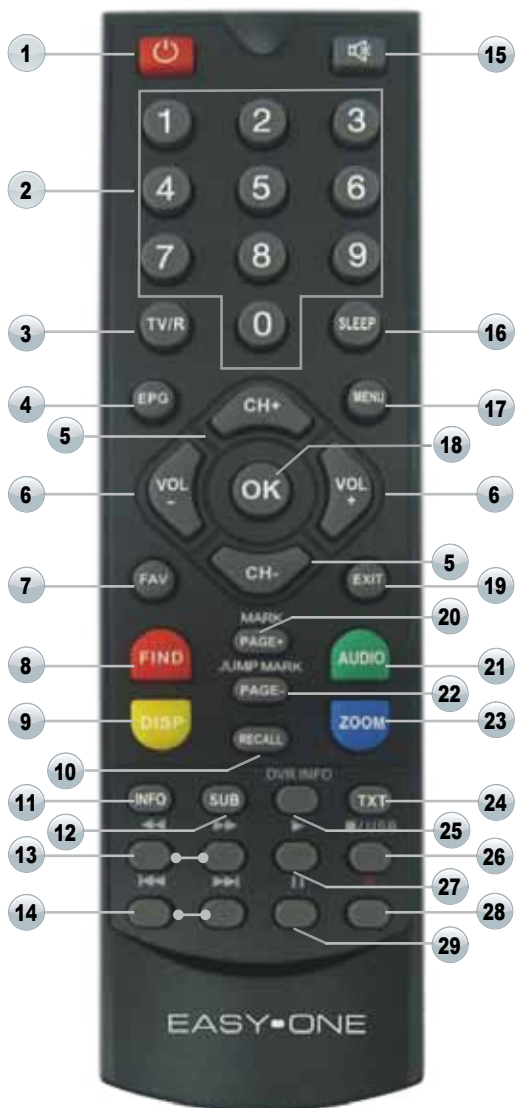 1 15
1 2 3
2 4 5 6
7 8 9
3 TV/R 0 SLEEP 16
4 EPG CH+ MENU 17
5 18
6 VOL - OK VOL + 6
7 FAV CH- 5
EXIT 19
MARK 20
8 FIND PAGE+ AUDIO 21
JUMP MARK
9 DISP PAGE- ZOOM 22
23
RECALL
10 DVR INFO
11 INFO SUB TXT 24
12 ■/USB 25
13 26
27
14 28
29
EASY-ONE